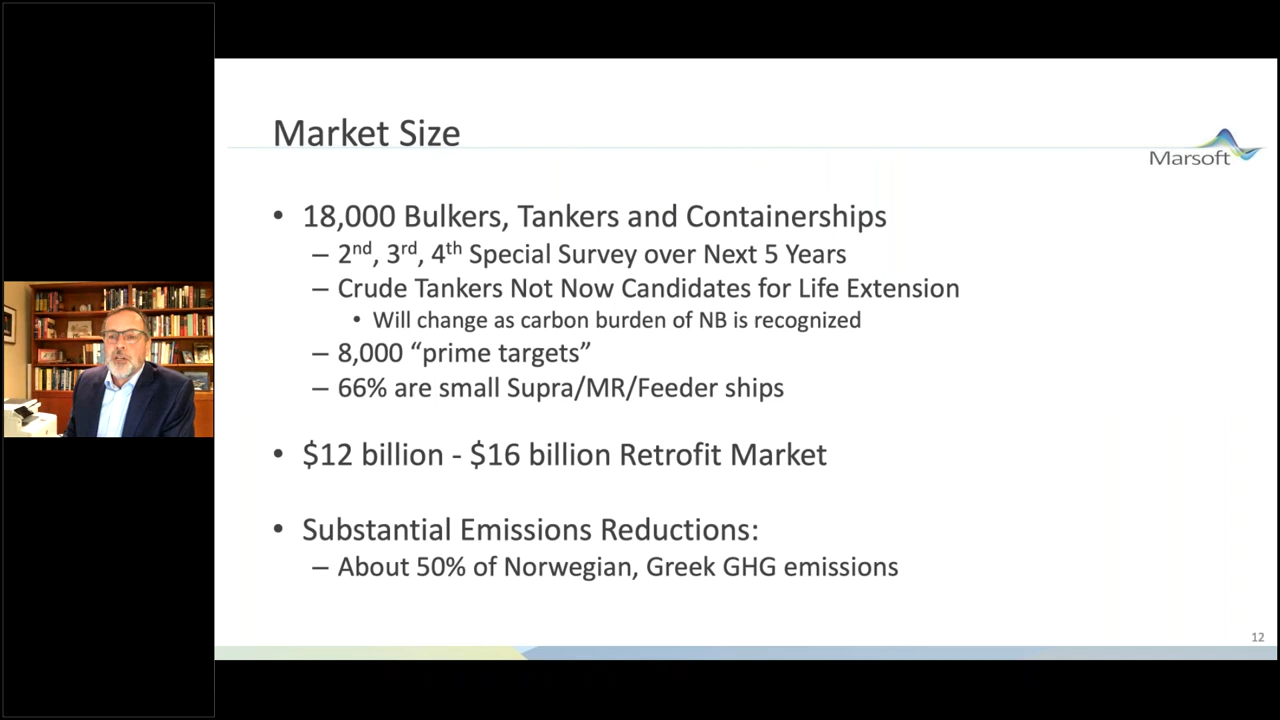 Market Size
Marsoft
• 18,000 Bulkers, Tankers and Containerships
– 2nd, 3rd, 4th Special Survey over Next 5 Years
– Crude Tankers Not Now Candidates for Life Extension
• Will change as carbon burden of NB is recognized
– 8,000 “prime targets”
– 66% are small Supra/MR/Feeder ships
• $12 billion - $16 billion Retrofit Market
• Substantial Emissions Reductions:
– About 50% of Norwegian, Greek GHG emissions
12